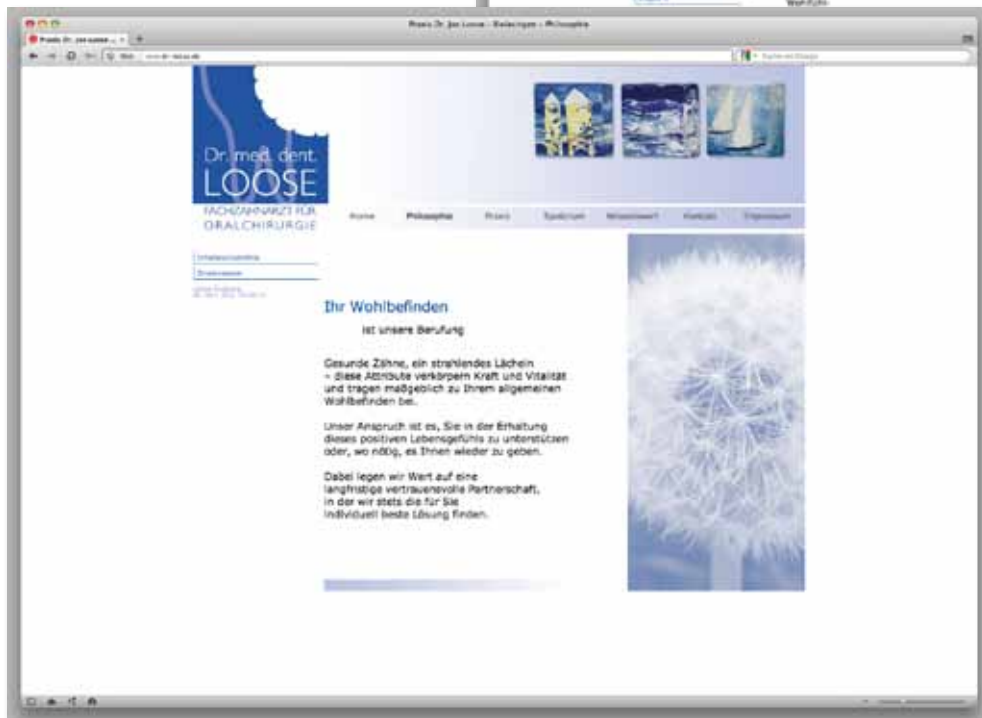 Wohlfühl-
Praxis Dr. Jan Loose - - Philosophie
Dr. med. dent.
LOOSE
FACHZAHNARZT FÜR
ORALCHIRURGIE
Home Philosophie Praxis Spektrum Wissenswert Kontakt Impressum
Inhaltsverzeichnis
Ihr Wohlbefinden
ist unsere Berufung
Gesunde Zähne, ein strahlendes Lächeln
– diese Attribute verkörpern Kraft und Vitalität
und tragen maßgeblich zu Ihrem allgemeinen
Wohlbefinden bei.
Unser Anspruch ist es, Sie in der Erhaltung
dieses positiven Lebensgefühls zu unterstützen
oder, wo nötig, es Ihnen wieder zu geben.
Dabei legen wir Wert auf eine
langfristige vertrauensvolle Partnerschaft,
in der wir stets die für Sie
individuell beste Lösung finden.